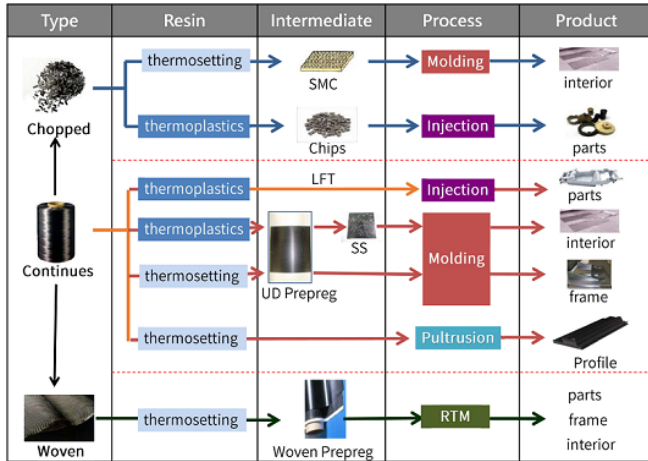 Type Resin Intermediate Process Product
thermosetting
SMC
Molding
interior
Chopped
thermoplastics
Chips
Injection
parts
thermoplastics
LFT
Injection
parts
thermoplastics
SS
interior
Continues
Molding
thermosetting
UD Prepreg
frame
thermosetting
Pultrusion
Profile
Woven
thermosetting
Woven Prepreg
RTM
parts
frame
interior